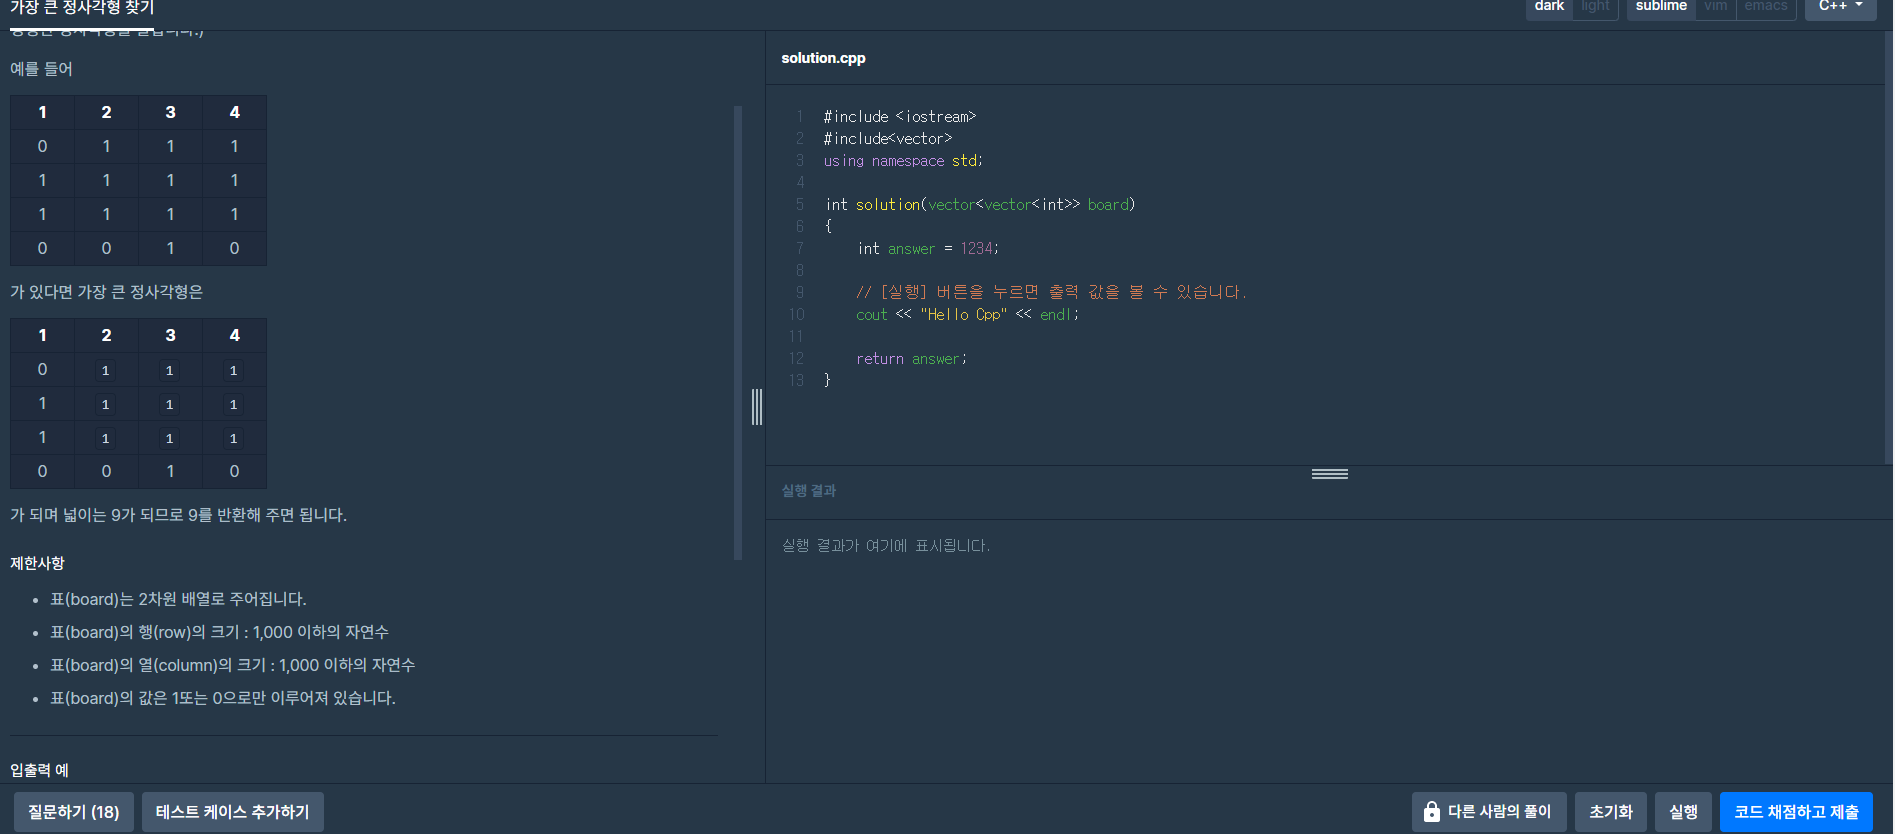 가장 큰 정사각형 찾기
dark light sublime vim emacs C++
예를 들어
1 2 3 4
0 1 1 1
1 1 1 1
1 1 1 1
0 0 1 0
가 있다면 가장 큰 정사각형은
1 2 3 4
0 1 1 1
1 1 1 1
1 1 1 1
0 0 1 0
가 되며 넓이는 9가 되므로 9를 반환해 주면 됩니다.
제한사항
• 표(board)는 2차원 배열로 주어집니다.
• 표(board)의 행(row)의 크기 : 1,000 이하의 자연수
• 표(board)의 열(column)의 크기 : 1,000 이하의 자연수
• 표(board)의 값은 1또는 0으로만 이루어져 있습니다.
입출력 예
solution.cpp
1 #include <iostream>
2 #include<vector>
3 using namespace std;
4
5 int solution(vector<vector<int>> board)
6 {
7     int answer = 1234;
8
9     // [실행] 버튼을 누르면 출력 값을 볼 수 있습니다.
10     cout << "Hello Cpp" << endl;
11
12     return answer;
13 }
실행 결과
실행 결과가 여기에 표시됩니다.
질문하기 (18) 테스트 케이스 추가하기 다른 사람의 풀이 초기화 실행 코드 채점하고 제출